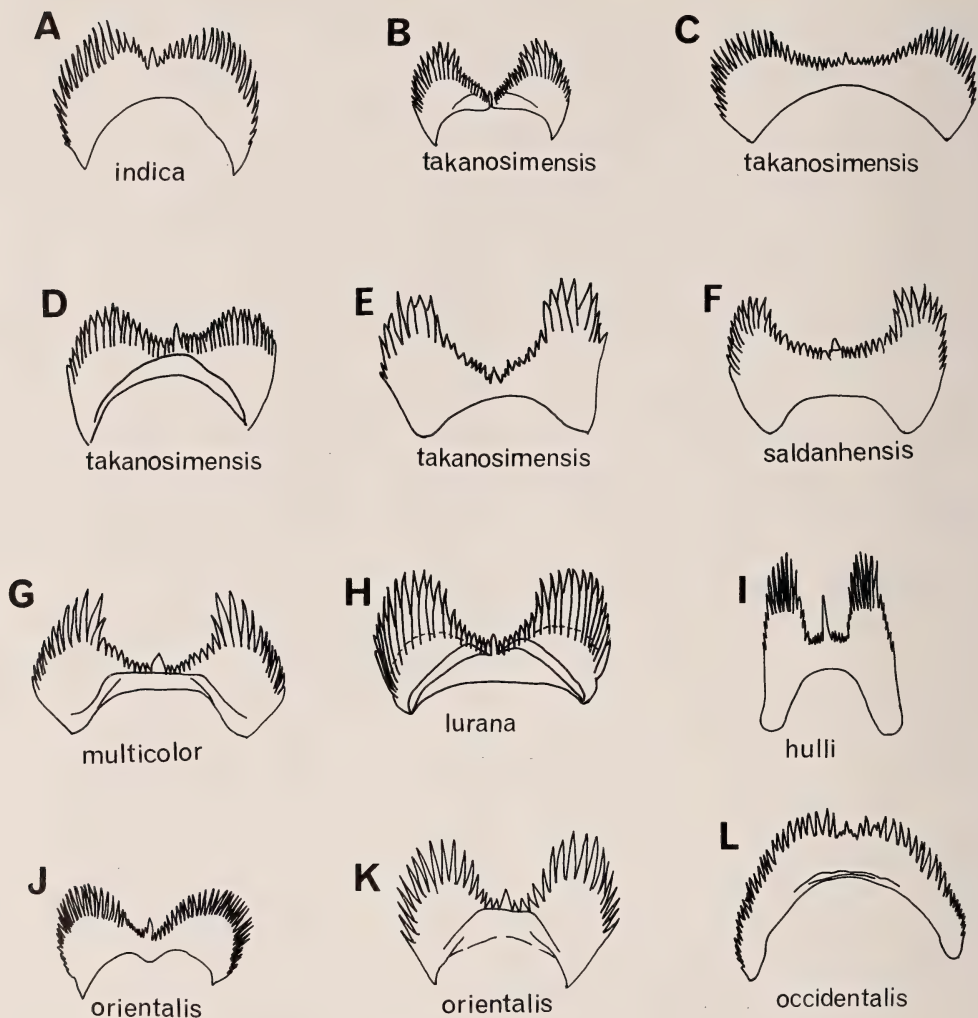 A
indica
B
takanosimensis
C
takanosimensis
D
takanosimensis
E
takanosimensis
F
saldanhensis
G
multicolor
H
lurana
I
hulli
J
orientalis
K
orientalis
L
occidentalis